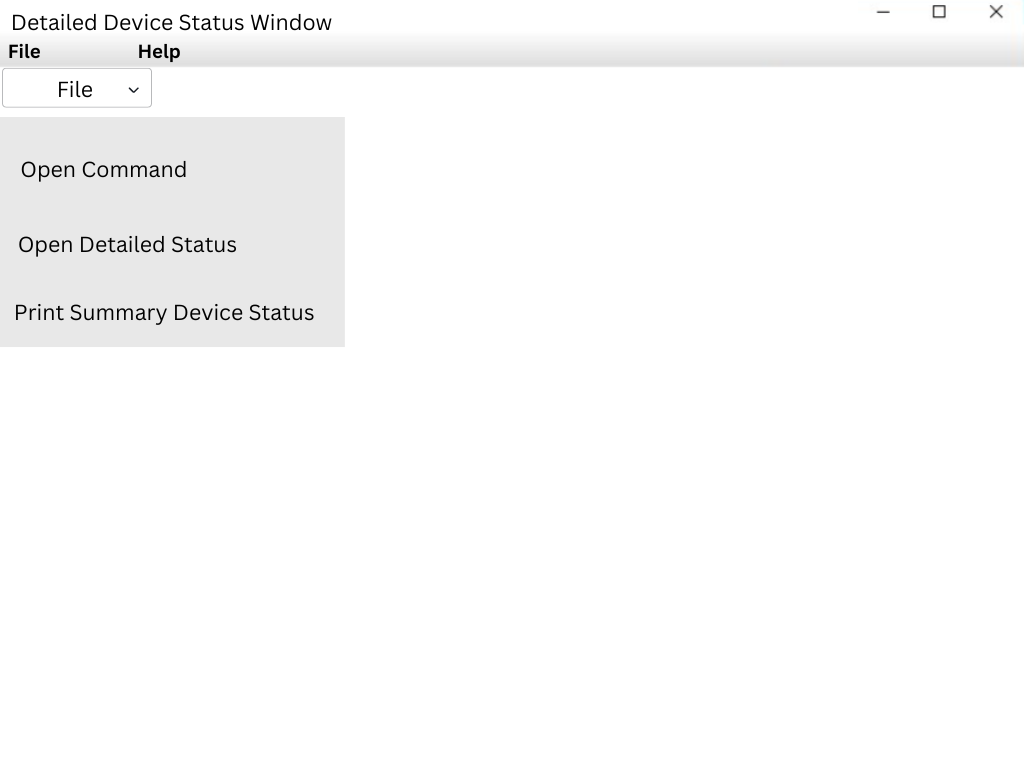 Detailed Device Status Window
File Help
File
Open Command
Open Detailed Status
Print Summary Device Status